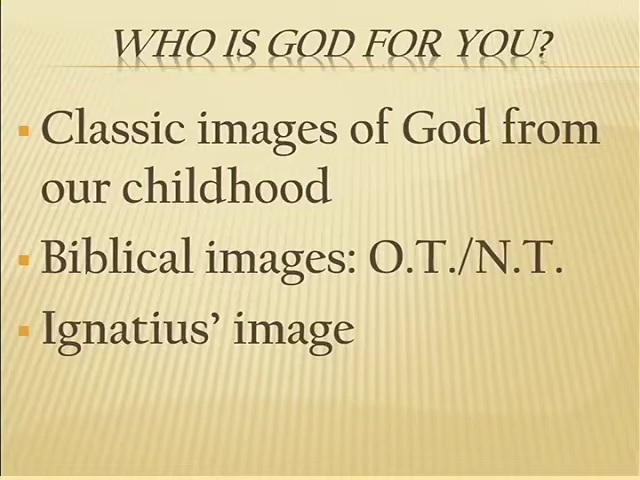 WHO IS GOD FOR YOU?
▪ Classic images of God from
our childhood
▪ Biblical images: O.T./N.T.
▪ Ignatius’ image